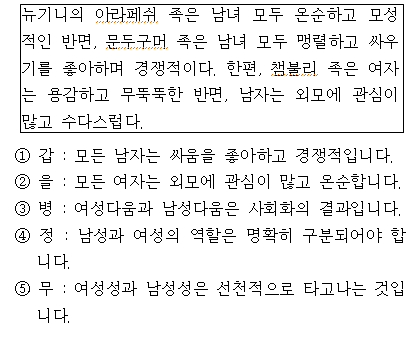 뉴기니의 아라페쉬 족은 남녀 모두 온순하고 모성
적인 반면, 문두구머 족은 남녀 모두 맹렬하고 싸우
기를 좋아하며 경쟁적이다. 한편, 챔불리 족은 여자
는 용감하고 무뚝뚝한 반면, 남자는 외모에 관심이
많고 수다스럽다.
① 갑 : 모든 남자는 싸움을 좋아하고 경쟁적입니다.
② 을 : 모든 여자는 외모에 관심이 많고 온순합니다.
③ 병 : 여성다움과 남성다움은 사회화의 결과입니다.
④ 정 : 남성과 여성의 역할은 명확히 구분되어야 합
니다.
⑤ 무 : 여성성과 남성성은 선천적으로 타고나는 것입
니다.